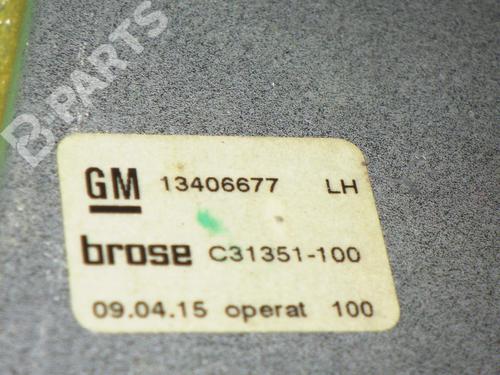 B-PARTS
GM 13406677 LH
brose C31351-100
09.04.15 operat 100